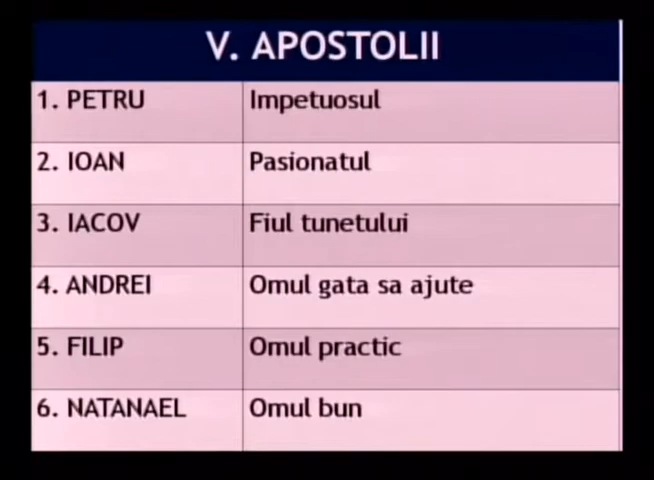 V. APOSTOLII
1. PETRU Impetuosul
2. IOAN Pasionatul
3. IACOV Fiul tunetului
4. ANDREI Omul gata sa ajute
5. FILIP Omul practic
6. NATANAEL Omul bun